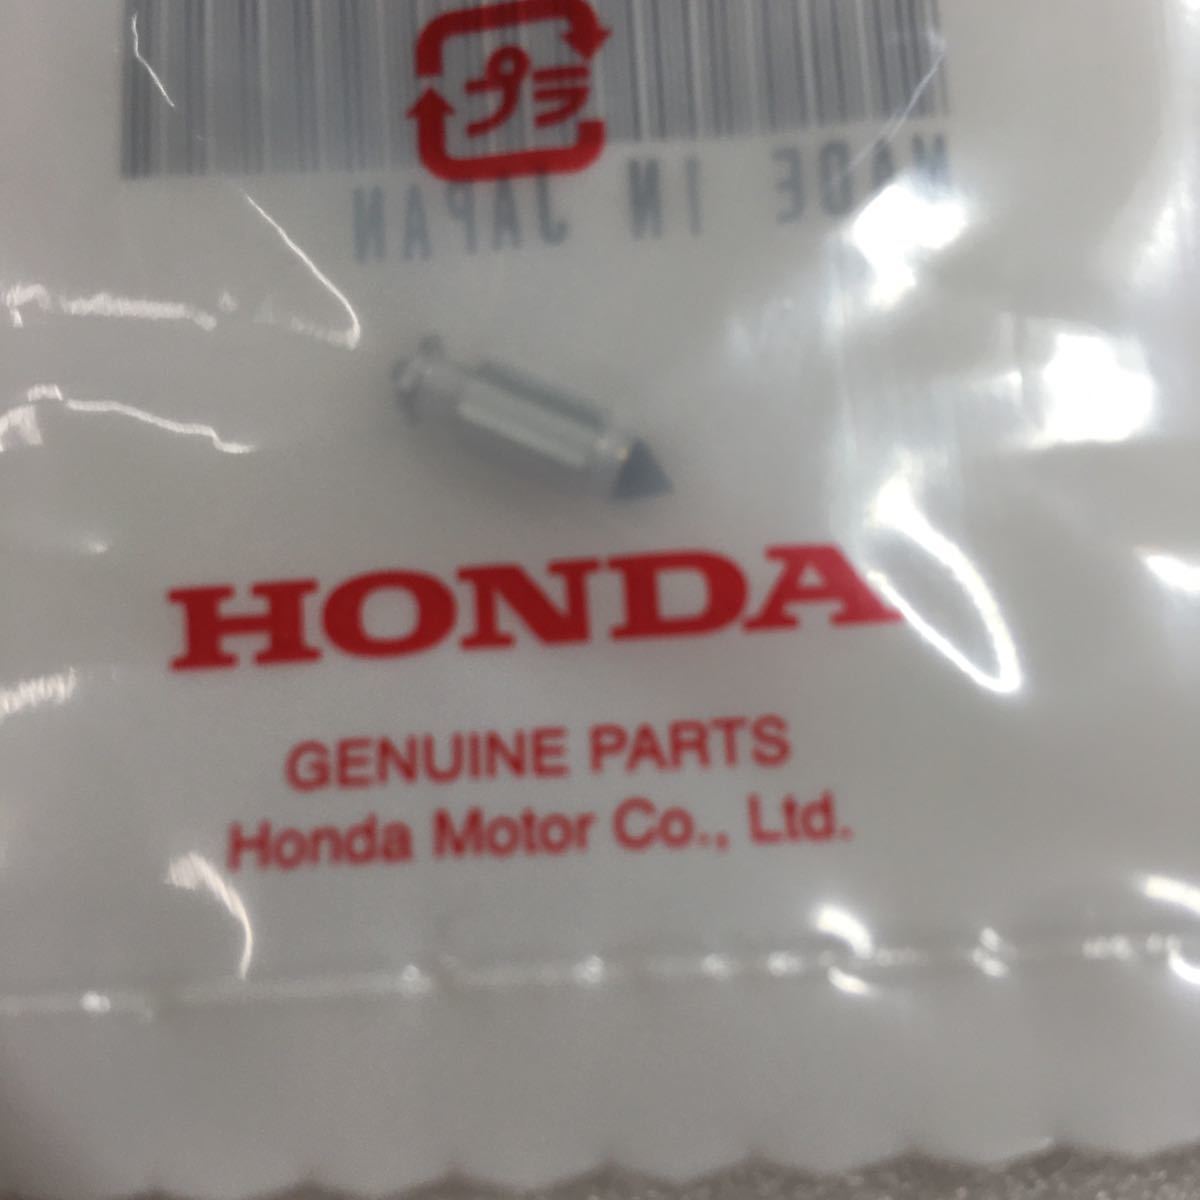 プラ
MADE IN JAPAN
HONDA
GENUINE PARTS
Honda Motor Co., Ltd.